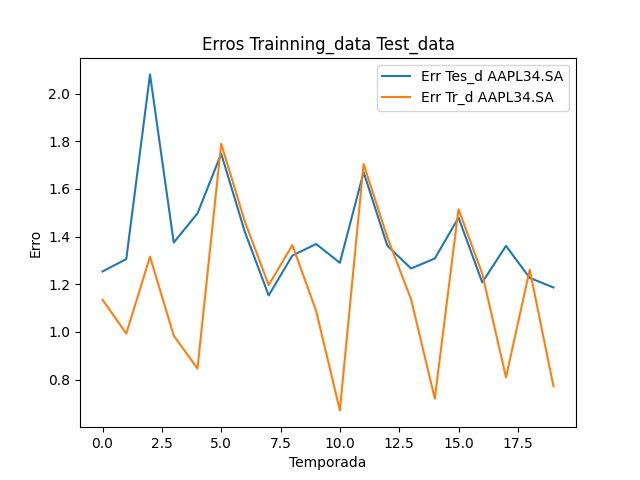 Erros Trainning_data Test_data
Err Tes_d AAPL34.SA
Err Tr_d AAPL34.SA
2.0
1.8
1.6
1.4
1.2
1.0
0.8
Erro
0.0 2.5 5.0 7.5 10.0 12.5 15.0 17.5
Temporada